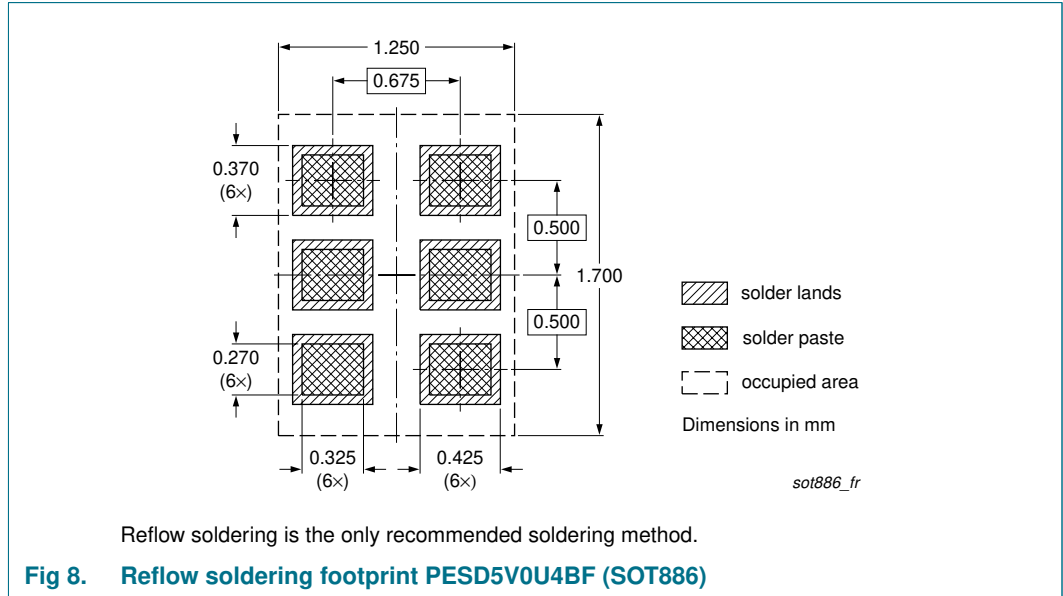 1.250
0.675
0.370
(6×)
0.500
1.700
solder lands
0.500
solder paste
0.270
(6×)
occupied area
Dimensions in mm
0.325
(6×)
0.425
(6×)
sot886_fr
Reflow soldering is the only recommended soldering method.
Fig 8. Reflow soldering footprint PESD5V0U4BF (SOT886)